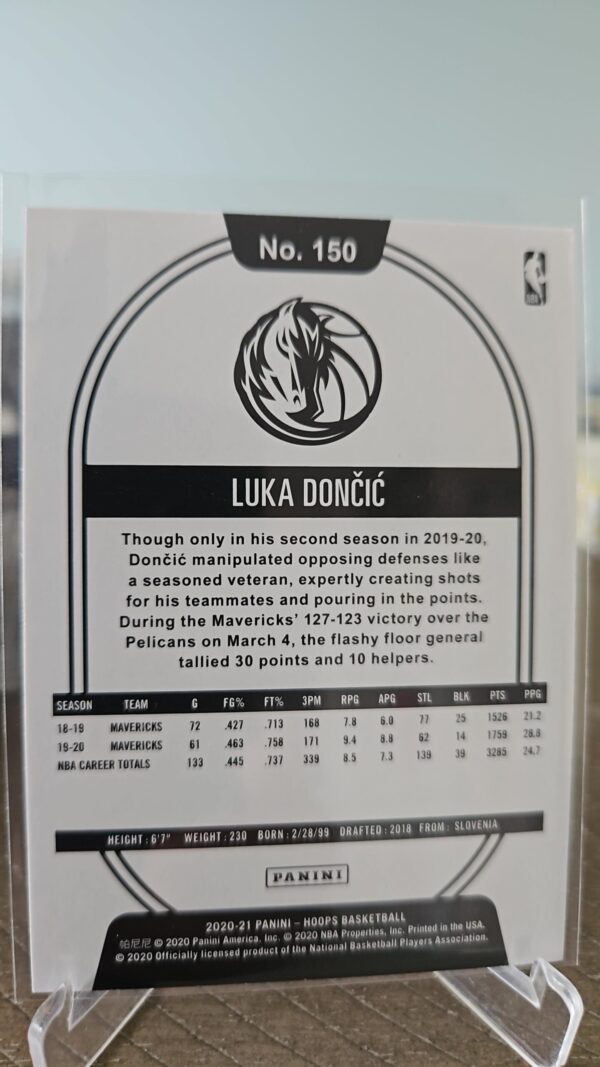 No. 150
NBA
LUKA DONČIĆ
Though only in his second season in 2019-20,
Dončić manipulated opposing defenses like
a seasoned veteran, expertly creating shots
for his teammates and pouring in the points.
During the Mavericks' 127-123 victory over the
Pelicans on March 4, the flashy floor general
tallied 30 points and 10 helpers.
SEASON TEAM G FG% FT% 3PM RPG APG STL BLK PTS PPG
18-19 MAVERICKS 72 .427 .713 168 7.8 6.0 77 25 1526 21.2
19-20 MAVERICKS 61 .463 .758 171 9.4 8.8 62 14 1759 28.8
NBA CAREER TOTALS 133 .445 .737 339 8.5 7.3 139 39 3285 24.7
HEIGHT: 6'7" WEIGHT: 230 BORN: 2/28/99 DRAFTED: 2018 FROM: SLOVENIA
PANINI
2020-21 PANINI – HOOPS BASKETBALL
帕尼尼 © 2020 Panini America, Inc. © 2020 NBA Properties, Inc. Printed in the USA.
© 2020 Officially licensed product of the National Basketball Players Association.